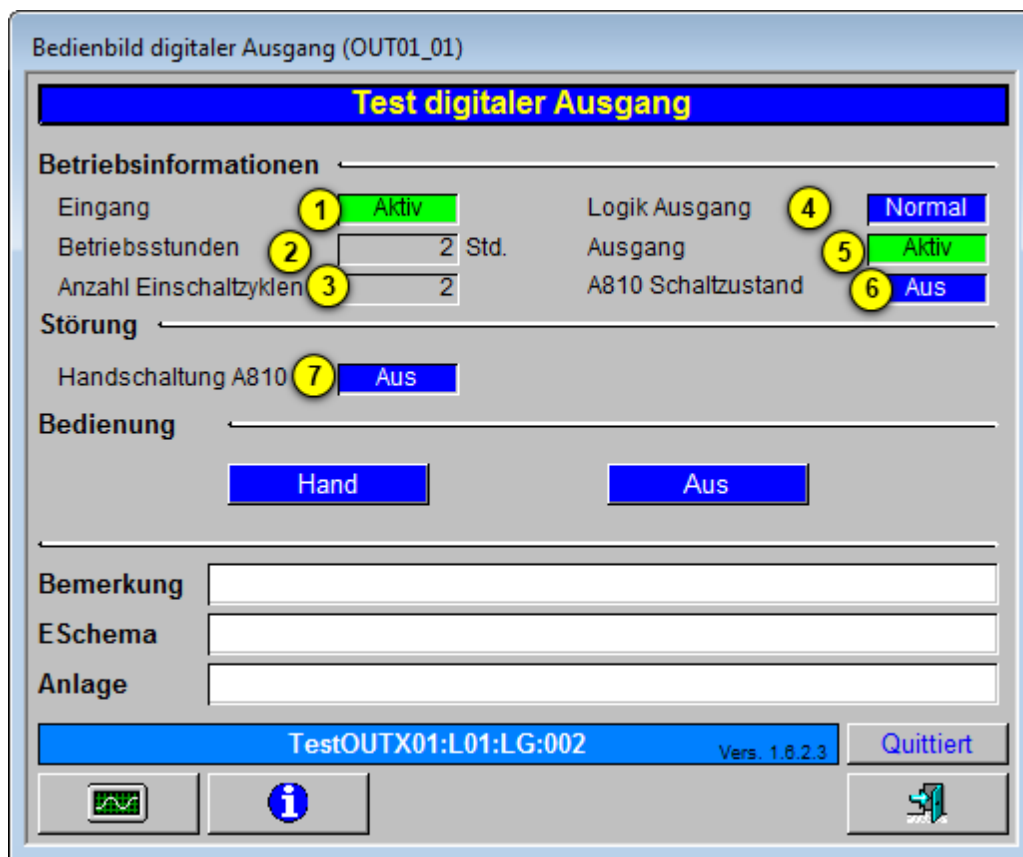 Bedienbild digitaler Ausgang (OUT01_01)
Test digitaler Ausgang
Betriebsinformationen
Eingang 1 Aktiv Logik Ausgang 4 Normal
Betriebsstunden 2 2 Std. Ausgang 5 Aktiv
Anzahl Einschaltzyklen 3 2 A810 Schaltzustand 6 Aus
Störung
Handschaltung A810 7 Aus
Bedienung
Hand Aus
Bemerkung
ESchema
Anlage
TestOUTX01:L01:LG:002 Vers. 1.6.2.3 Quittiert